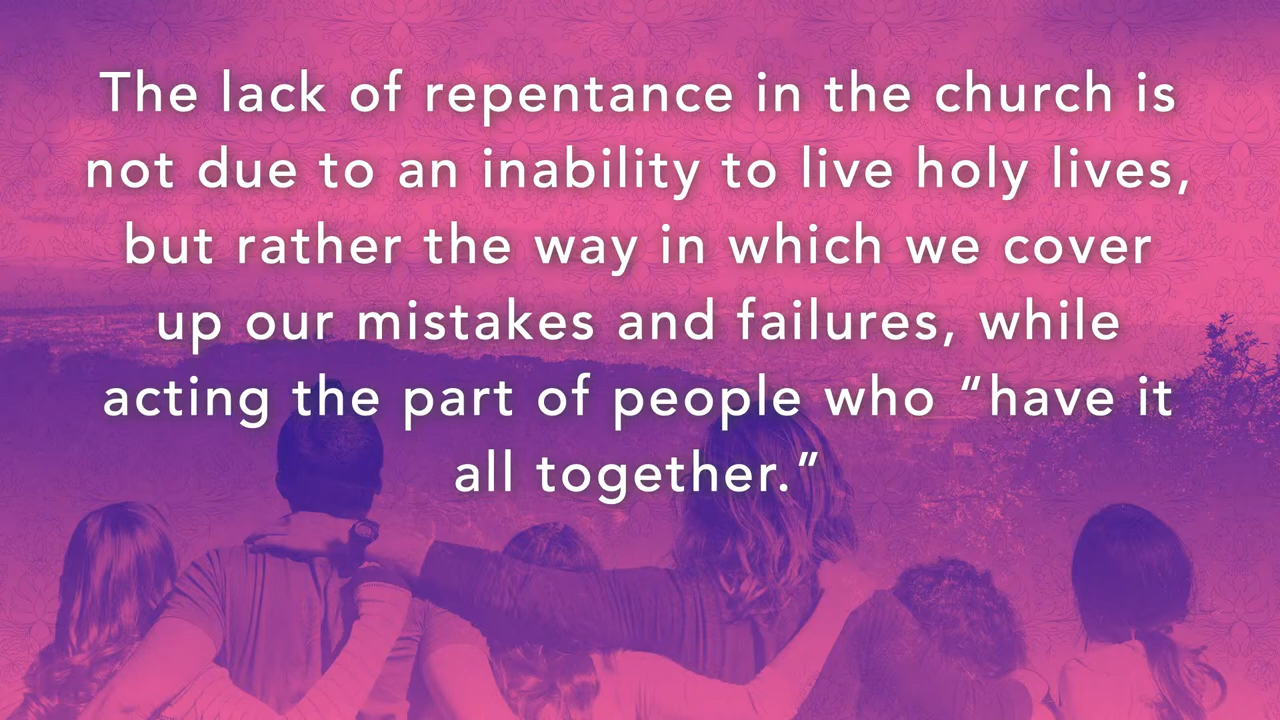 The lack of repentance in the church is
not due to an inability to live holy lives,
but rather the way in which we cover
up our mistakes and failures, while
acting the part of people who “have it
all together.”